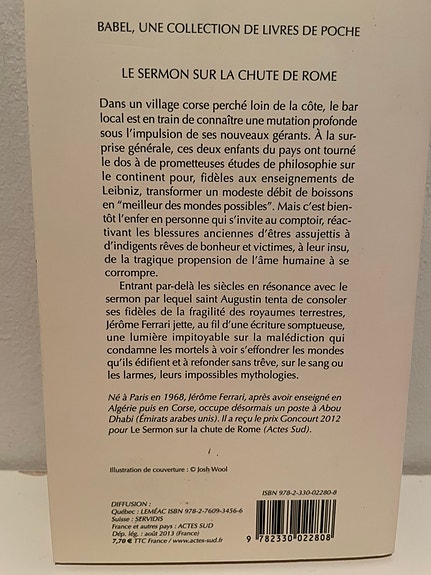 BABEL, UNE COLLECTION DE LIVRES DE POCHE
LE SERMON SUR LA CHUTE DE ROME
Dans un village corse perché loin de la côte, le bar
local est en train de connaître une mutation profonde
sous l'impulsion de ses nouveaux gérants. À la sur-
prise générale, ces deux enfants du pays ont tourné
le dos à de prometteuses études de philosophie sur
le continent pour, fidèles aux enseignements de
Leibniz, transformer un modeste débit de boissons
en “meilleur des mondes possibles”. Mais c'est bien-
tôt l'enfer en personne qui s'invite au comptoir, réac-
tivant les blessures anciennes d'êtres assujettis à
d'indigents rêves de bonheur et victimes, à leur insu,
de la tragique propension de l'âme humaine à se
corrompre.
Entrant par-delà les siècles en résonance avec le
sermon par lequel saint Augustin tenta de consoler
ses fidèles de la fragilité des royaumes terrestres,
Jérôme Ferrari jette, au fil d'une écriture somptueuse,
une lumière impitoyable sur la malédiction qui
condamne les mortels à voir s'effondrer les mondes
qu'ils édifient et à refonder sans trêve, sur le sang ou
les larmes, leurs impossibles mythologies.
Né à Paris en 1968, Jérôme Ferrari, après avoir enseigné en
Algérie puis en Corse, occupe désormais un poste à Abou
Dhabi (Émirats arabes unis). Il a reçu le prix Goncourt 2012
pour Le Sermon sur la chute de Rome (Actes Sud).
Illustration de couverture : © Josh Wool
ISBN 978-2-330-02280-8
DIFFUSION :
Québec : LEMÉAC ISBN 978-2-7609-3456-6
Suisse : SERVIDIS
France et autres pays : ACTES SUD
Dép. lég. : août 2013 (France)
7,70 € TTC France / www.actes-sud.fr
9 782330 022808